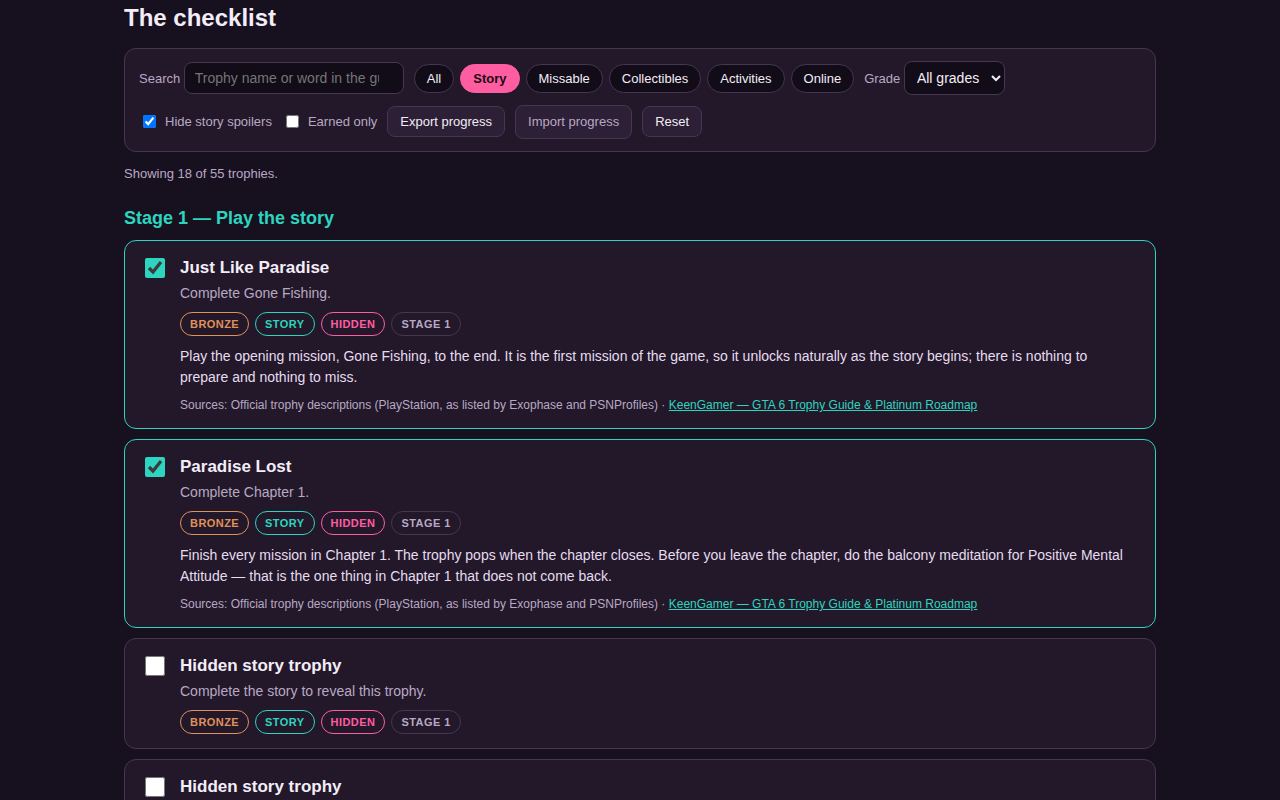 The checklist
Search Trophy name or word in the gu All Story Missable Collectibles Activities Online Grade All grades
Hide story spoilers Earned only Export progress Import progress Reset
Showing 18 of 55 trophies.
Stage 1 — Play the story
Just Like Paradise
Complete Gone Fishing.
BRONZE STORY HIDDEN STAGE 1
Play the opening mission, Gone Fishing, to the end. It is the first mission of the game, so it unlocks naturally as the story begins; there is nothing to
prepare and nothing to miss.
Sources: Official trophy descriptions (PlayStation, as listed by Exophase and PSNProfiles) · KeenGamer — GTA 6 Trophy Guide & Platinum Roadmap
Paradise Lost
Complete Chapter 1.
BRONZE STORY HIDDEN STAGE 1
Finish every mission in Chapter 1. The trophy pops when the chapter closes. Before you leave the chapter, do the balcony meditation for Positive Mental
Attitude — that is the one thing in Chapter 1 that does not come back.
Sources: Official trophy descriptions (PlayStation, as listed by Exophase and PSNProfiles) · KeenGamer — GTA 6 Trophy Guide & Platinum Roadmap
Hidden story trophy
Complete the story to reveal this trophy.
BRONZE STORY HIDDEN STAGE 1
Hidden story trophy